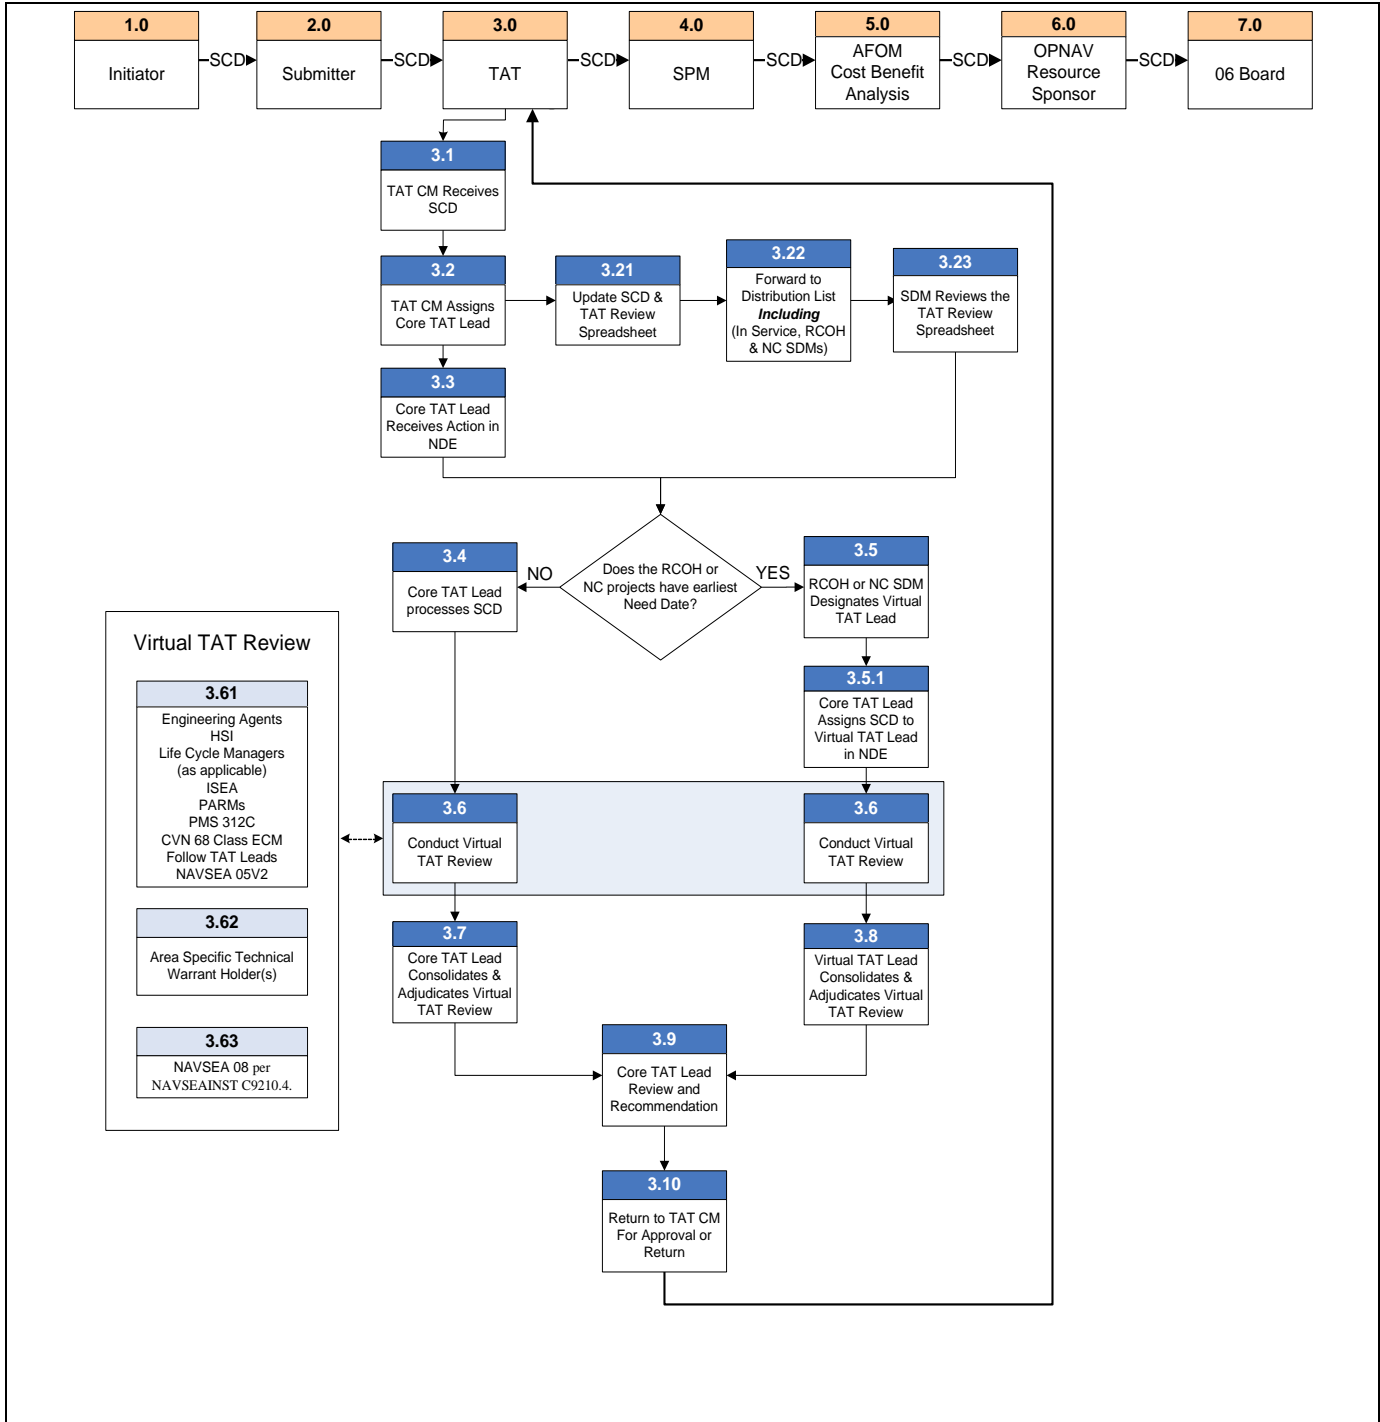 1.0
Initiator
SCD
2.0
Submitter
SCD
3.0
TAT
SCD
4.0
SPM
SCD
5.0
AFOM
Cost Benefit
Analysis
SCD
6.0
OPNAV
Resource
Sponsor
SCD
7.0
06 Board
3.1
TAT CM Receives
SCD
3.2
TAT CM Assigns
Core TAT Lead
3.21
Update SCD &
TAT Review
Spreadsheet
3.22
Forward to
Distribution List
Including
(In Service, RCOH
& NC SDMs)
3.23
SDM Reviews the
TAT Review
Spreadsheet
3.3
Core TAT Lead
Receives Action in
NDE
Does the RCOH or
NC projects have earliest
Need Date?
NO
YES
3.4
Core TAT Lead
processes SCD
3.5
RCOH or NC SDM
Designates Virtual
TAT Lead
3.5.1
Core TAT Lead
Assigns SCD to
Virtual TAT Lead
in NDE
Virtual TAT Review
3.61
Engineering Agents
HSI
Life Cycle Managers
(as applicable)
ISEA
PARMs
PMS 312C
CVN 68 Class ECM
Follow TAT Leads
NAVSEA 05V2
3.62
Area Specific Technical
Warrant Holder(s)
3.63
NAVSEA 08 per
NAVSEAINST C9210.4.
3.6
Conduct Virtual
TAT Review
3.6
Conduct Virtual
TAT Review
3.7
Core TAT Lead
Consolidates &
Adjudicates Virtual
TAT Review
3.8
Virtual TAT Lead
Consolidates &
Adjudicates Virtual
TAT Review
3.9
Core TAT Lead
Review and
Recommendation
3.10
Return to TAT CM
For Approval or
Return